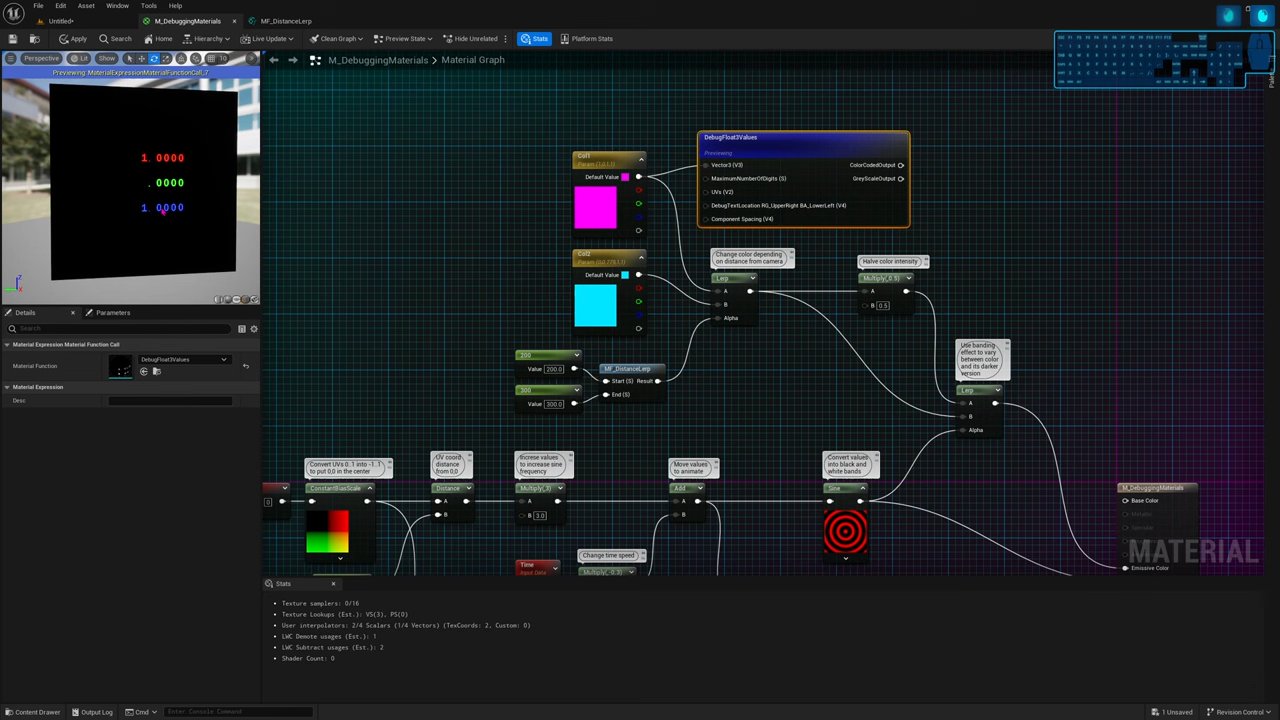 File Edit Window Tools Help
Untitled•
M_DebuggingMaterials
MF_DistanceLerp
Apply Search Home Hierarchy Live Update Clean Graph Preview State Hide Unrelated Stats Platform Stats
Perspective Lit Show 10
Previewing: MaterialExpressionMaterialFunctionCall_7
1.0000
.0000
1.0000
M_DebuggingMaterials > Material Graph
Details
Parameters
Search
Material Expression Material Function Call
Material Function
DebugFloat3Values
Material Expression
Desc
DebugFloat3Values
Previewing
Vector3 (V3)
ColorCodedOutput
MaximumNumberOfDigits (S)
GreyScaleOutput
UVs (V2)
DebugTextLocation RG_UpperRight BA_LowerLeft (V4)
Component Spacing (V4)
Col1
Param (1,0,1,1)
Default Value
Col2
Default Value
Change color depending
on distance from camera
Lerp
A
B
Alpha
Halve color intensity
Multiply(,0.5)
A
B 0.5
200
Value 200.0
300
Value 300.0
MF_DistanceLerp
Start (S) Result
End (S)
Use banding
effect to vary
between color
and its darker
version
Lerp
A
B
Alpha
Convert UVs 0..1 into -1..1
to put 0,0 in the center
ConstantBiasScale
UV coord
distance
from 0,0
Distance
A
B
Increse values
to increase sine
frequency
Multiply(,3)
A
B 3.0
Move values
to animate
Add
A
B
Convert values
into black and
white bands
Sine
Change time speed
Time
Input Data
M_DebuggingMaterials
Base Color
Metallic
Specular
Emissive Color
MATERIAL
Stats
Texture samplers: 0/16
Texture Lookups (Est.): VS(3), PS(0)
User interpolators: 2/4 Scalars (1/4 Vectors) (TexCoords: 2, Custom: 0)
LWC Demote usages (Est.): 1
LWC Subtract usages (Est.): 2
Shader Count: 0
Content Drawer Output Log Cmd Enter Console Command
1 Unsaved Revision Control